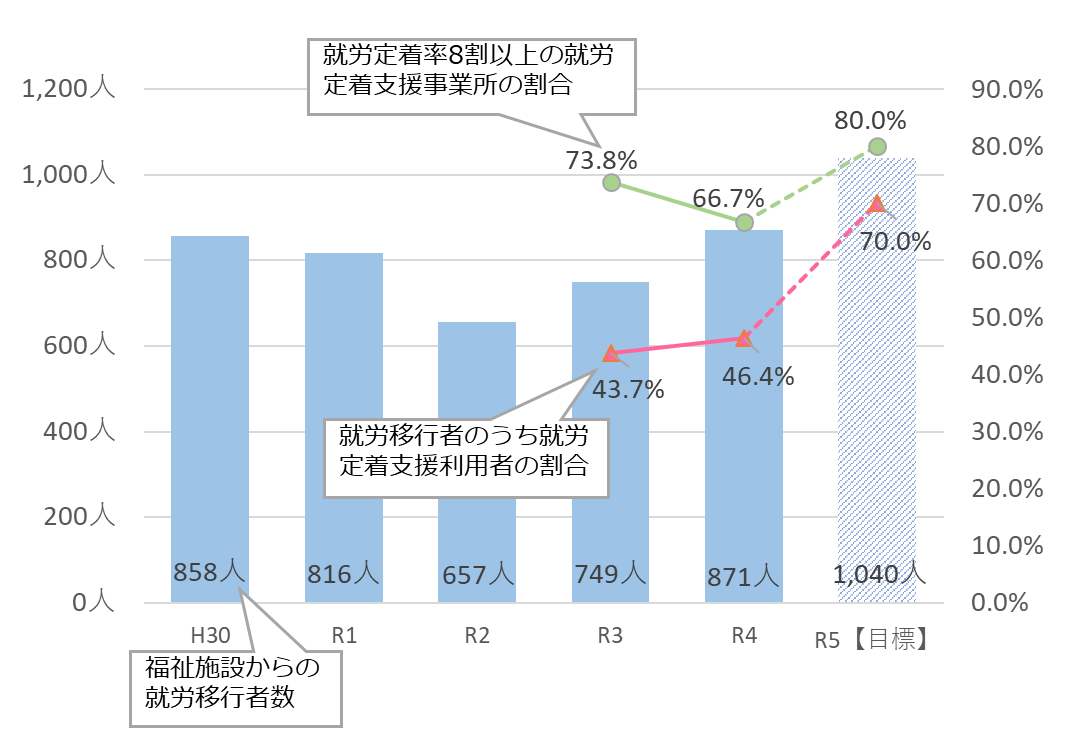 就労定着率8割以上の就労
定着支援事業所の割合
1,200人
1,000人
800人
600人
400人
200人
0人
90.0%
80.0%
70.0%
60.0%
50.0%
40.0%
30.0%
20.0%
10.0%
0.0%
73.8%
66.7%
80.0%
43.7%
46.4%
70.0%
就労移行者のうち就労
定着支援利用者の割合
858人
816人
657人
749人
871人
1,040人
H30
R1
R2
R3
R4
R5【目標】
福祉施設からの
就労移行者数